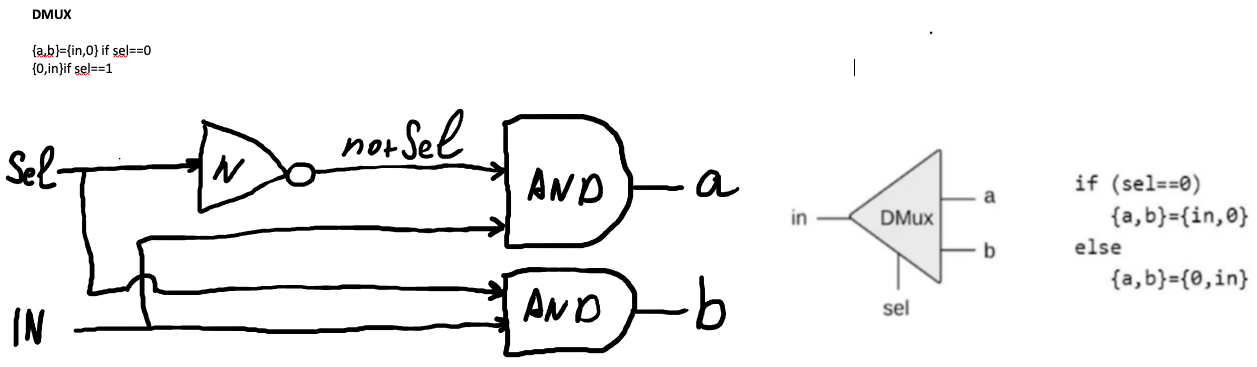 DMUX
{a,b}={in,0} if sel==0
{0,in}if sel==1
Sel
N
notSel
AND
a
IN
AND
b
in
DMux
a
b
sel
if (sel==0)
{a,b}={in,0}
else
{a,b}={0,in}